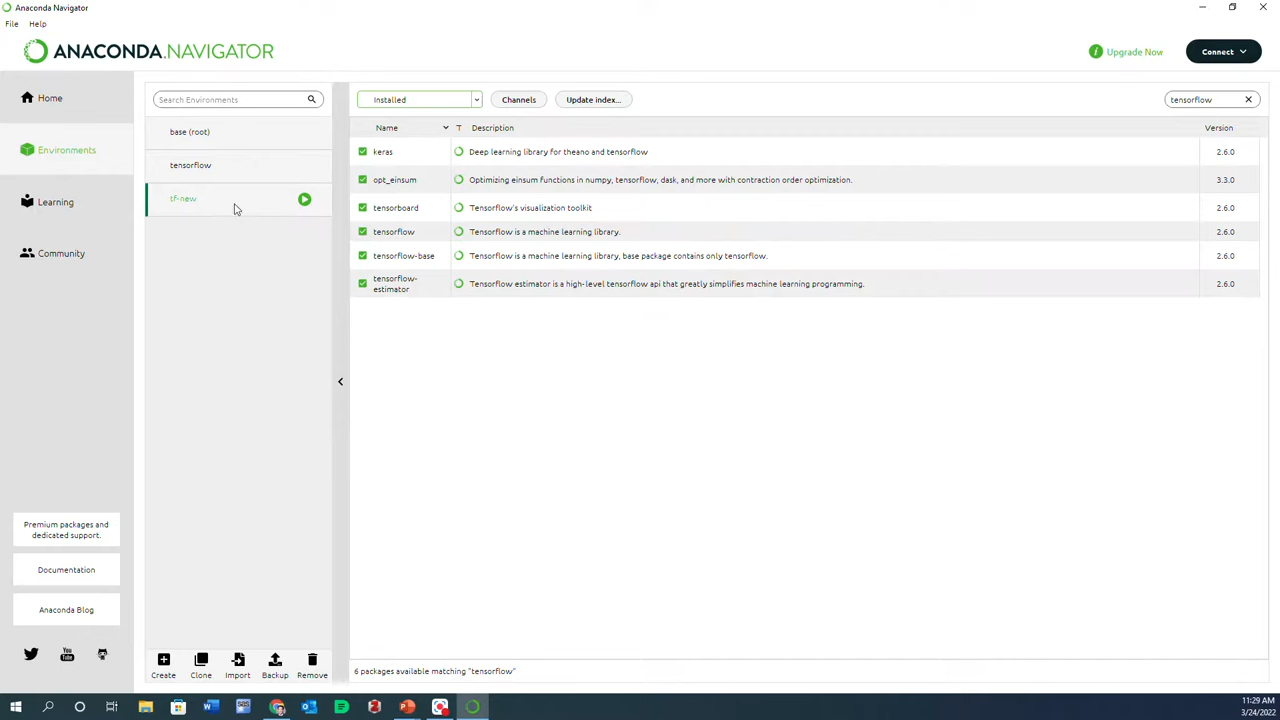 Anaconda Navigator
File Help
ANACONDA.NAVIGATOR
Upgrade Now
Connect
Home
Environments
Learning
Community
Premium packages and
dedicated support.
Documentation
Anaconda Blog
You
Tube
Search Environments
base (root)
tensorflow
tf-new
Create Clone Import Backup Remove
Installed Channels Update index... tensorflow
Name T Description Version
keras Deep learning library for theano and tensorflow 2.6.0
opt_einsum Optimizing einsum functions in numpy, tensorflow, dask, and more with contraction order optimization. 3.3.0
tensorboard Tensorflow's visualization toolkit 2.6.0
tensorflow Tensorflow is a machine learning library. 2.6.0
tensorflow-base Tensorflow is a machine learning library, base package contains only tensorflow. 2.6.0
tensorflow-
estimator Tensorflow estimator is a high-level tensorflow api that greatly simplifies machine learning programming. 2.6.0
6 packages available matching "tensorflow"
11:29 AM
3/24/2022